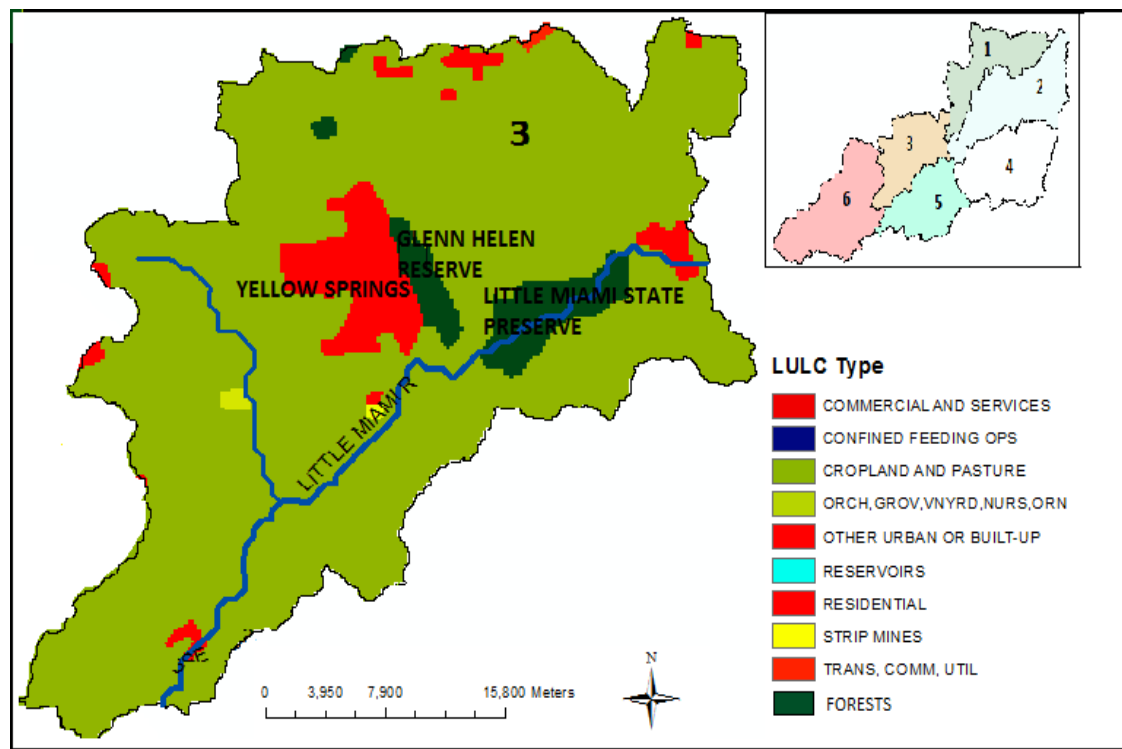 3
GLENN HELEN
RESERVE
YELLOW SPRINGS
LITTLE MIAMI STATE
PRESERVE
LITTLE MIAMI R
1
2
3
4
5
6
LULC Type
COMMERCIAL AND SERVICES
CONFINED FEEDING OPS
CROPLAND AND PASTURE
ORCH,GROV,VNYRD,NURS,ORN
OTHER URBAN OR BUILT-UP
RESERVOIRS
RESIDENTIAL
STRIP MINES
TRANS, COMM, UTIL
FORESTS
0 3,950 7,900 15,800 Meters
N